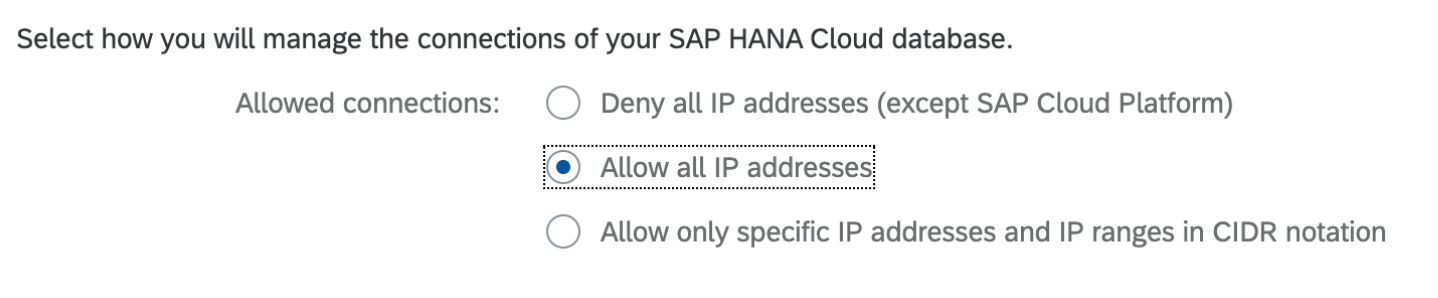 Select how you will manage the connections of your SAP HANA Cloud database.
Allowed connections: Deny all IP addresses (except SAP Cloud Platform)
Allow all IP addresses
Allow only specific IP addresses and IP ranges in CIDR notation